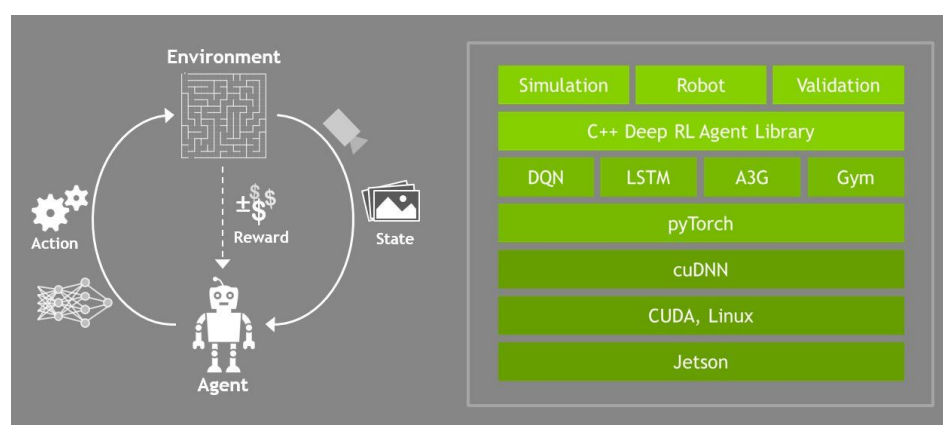 Environment
±$$$
Reward
Action
State
Agent
Simulation
Robot
Validation
C++ Deep RL Agent Library
DQN
LSTM
A3G
Gym
pyTorch
cuDNN
CUDA, Linux
Jetson